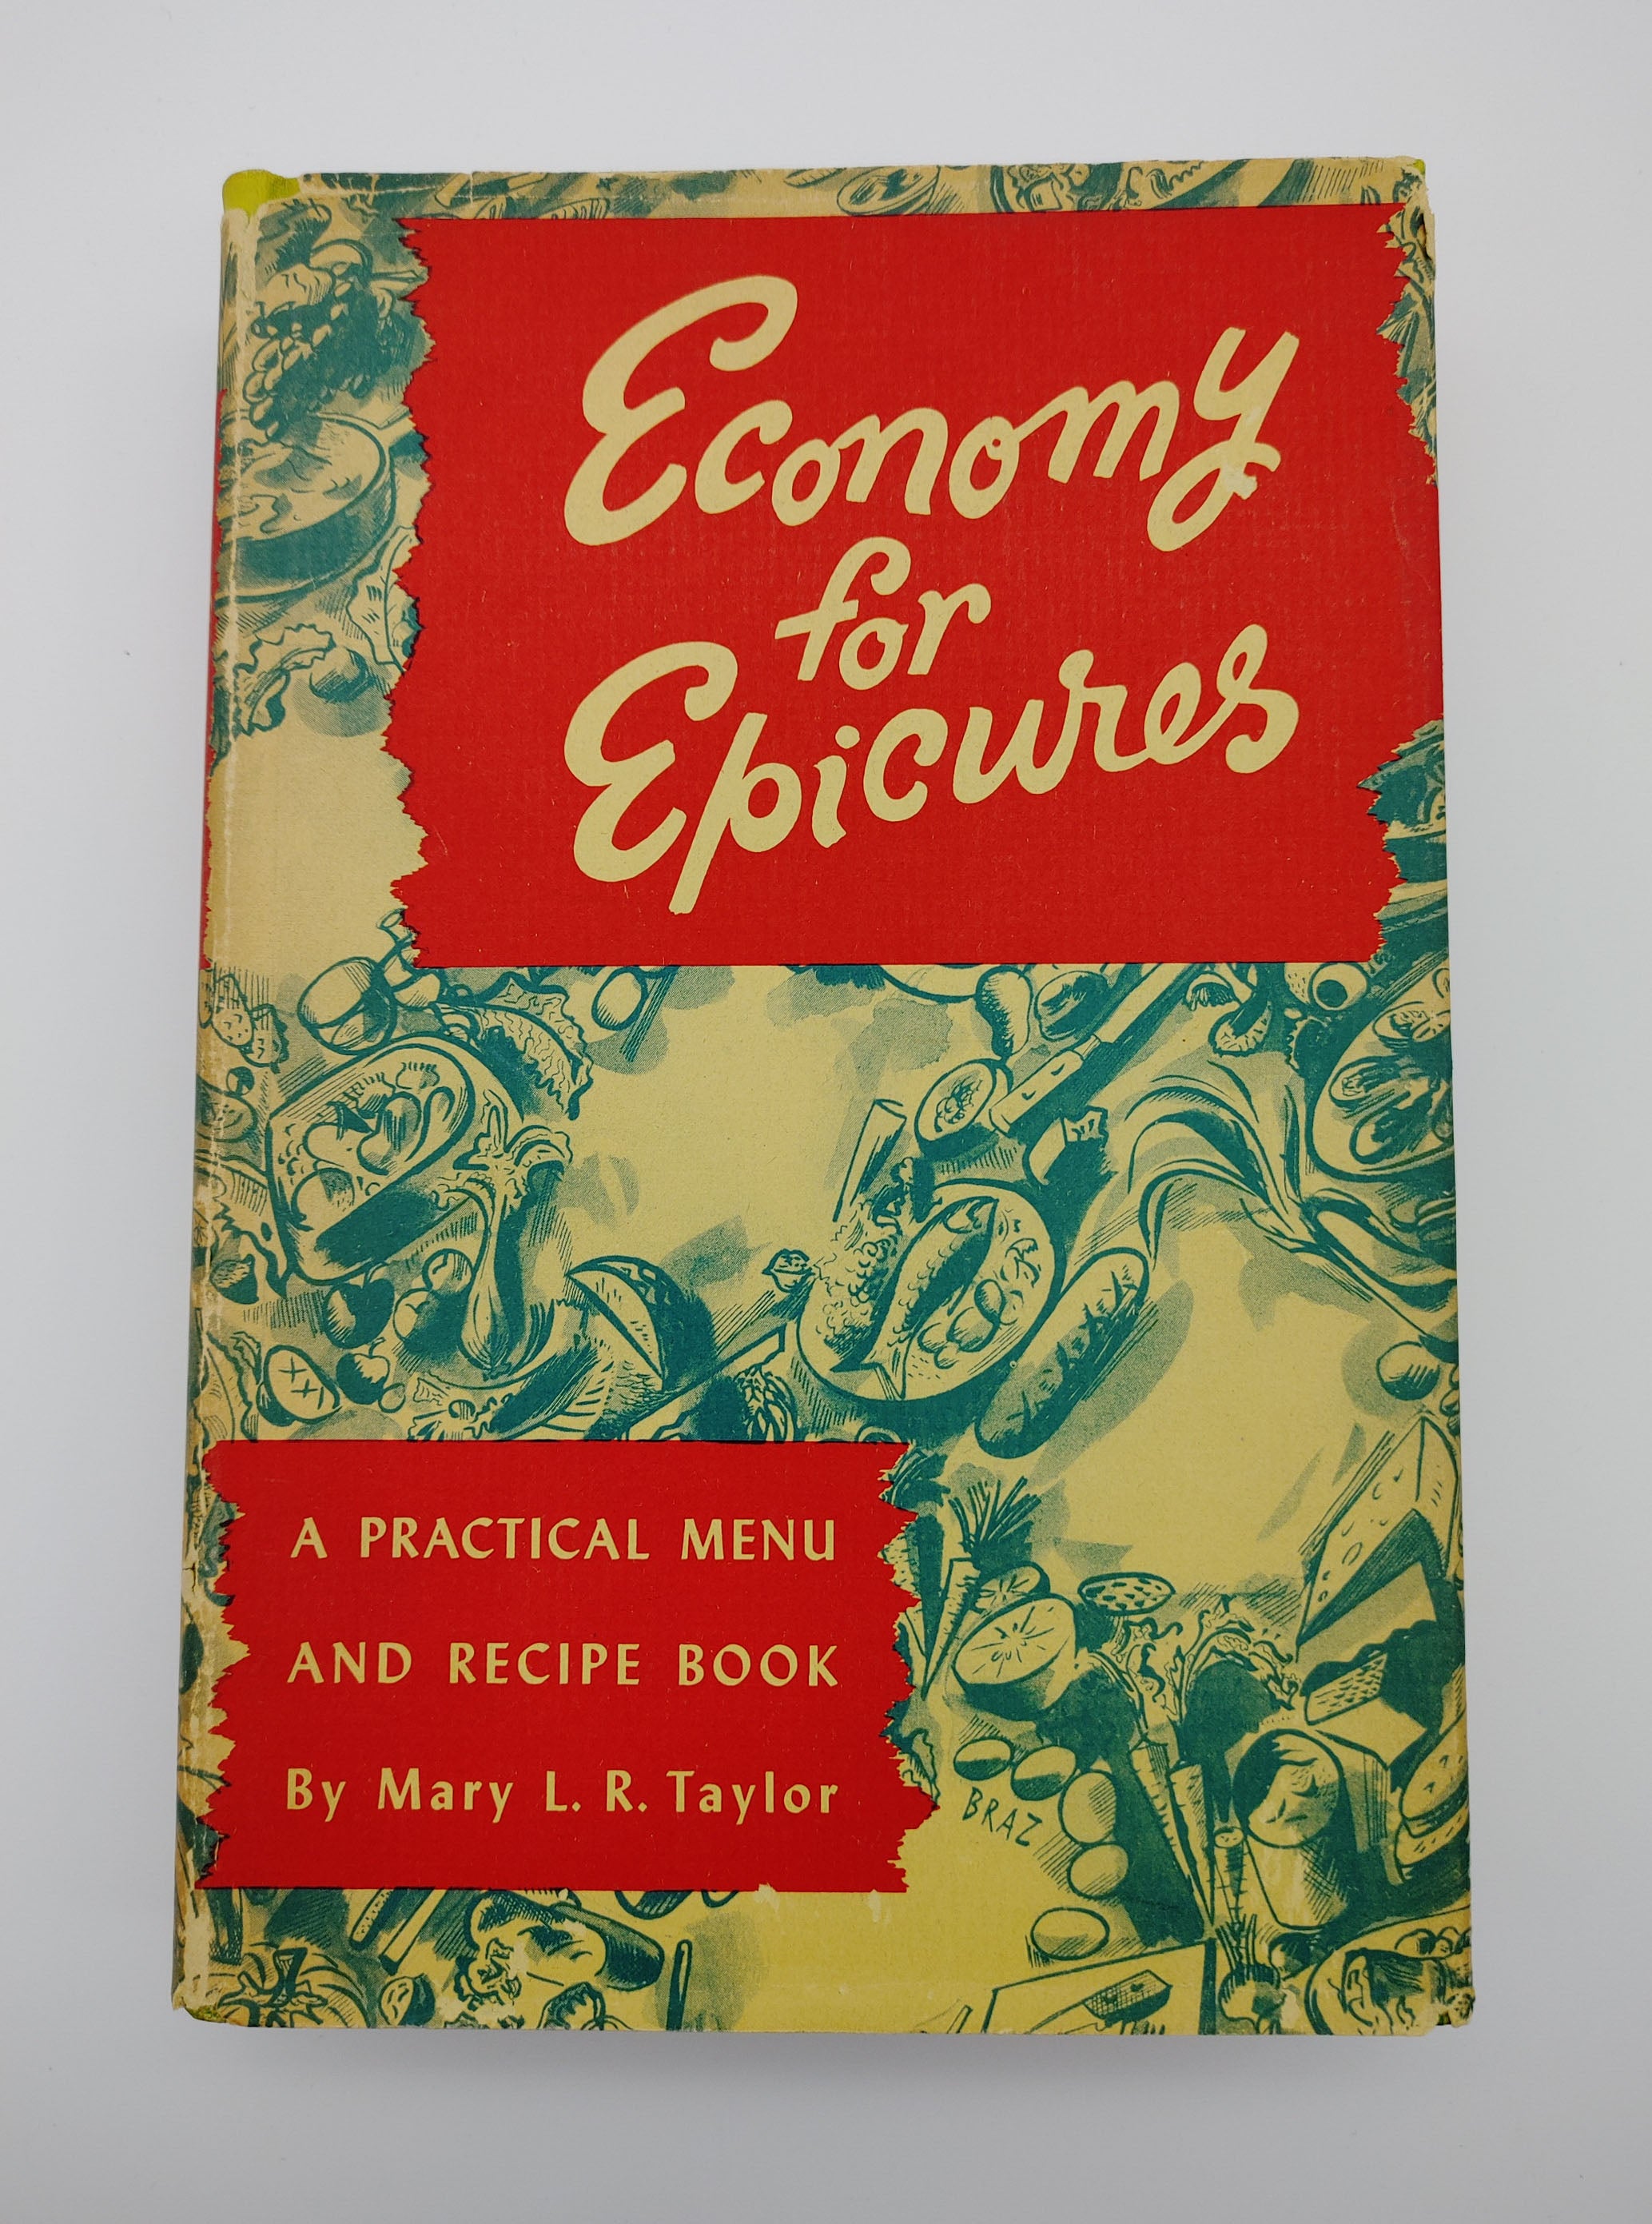 Economy
for
Epicures
A PRACTICAL MENU
AND RECIPE BOOK
By Mary L. R. Taylor
BRAZ